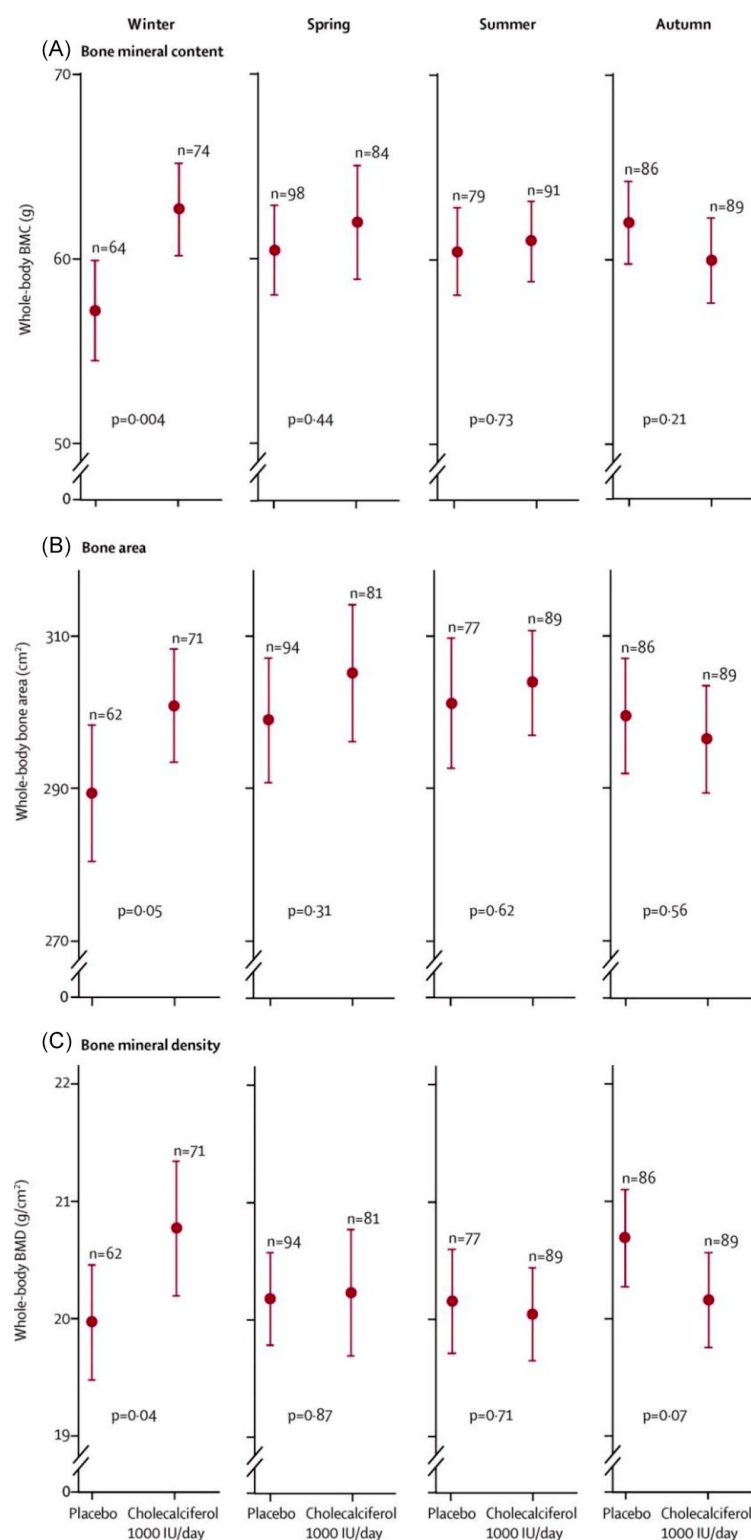 Winter Spring Summer Autumn
(A) Bone mineral content
Whole-body BMC (g)
70
60
50
0
n=64 n=74
p=0·004
n=98 n=84
p=0·44
n=79 n=91
p=0·73
n=86 n=89
p=0·21
(B) Bone area
Whole-body bone area (cm²)
310
290
270
0
n=62 n=71
p=0·05
n=94 n=81
p=0·31
n=77 n=89
p=0·62
n=86 n=89
p=0·56
(C) Bone mineral density
Whole-body BMD (g/cm²)
22
21
20
19
0
n=62 n=71
p=0·04
n=94 n=81
p=0·87
n=77 n=89
p=0·71
n=86 n=89
p=0·07
Placebo Cholecalciferol Placebo Cholecalciferol Placebo Cholecalciferol Placebo Cholecalciferol
1000 IU/day 1000 IU/day 1000 IU/day 1000 IU/day